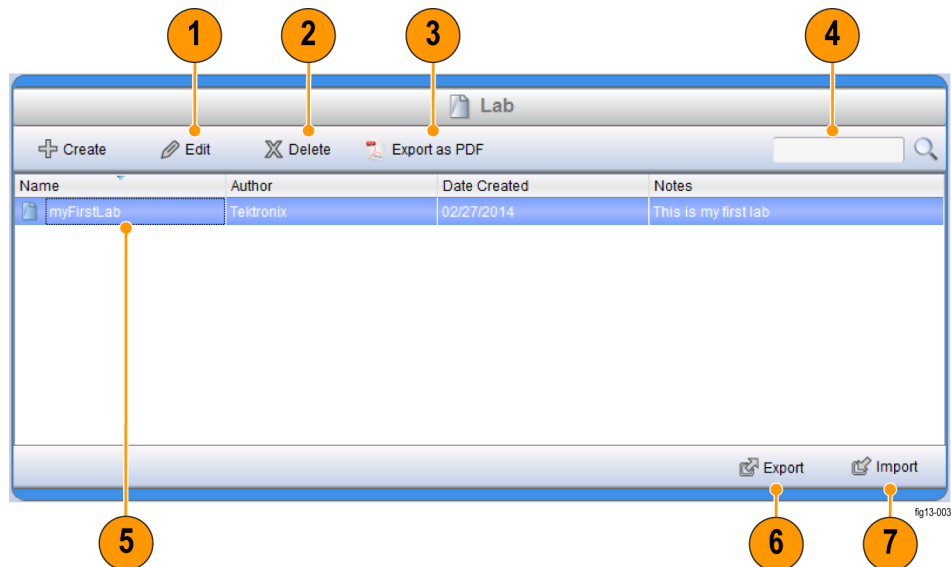 1 2 3 4
Lab
Create Edit Delete Export as PDF
Name Author Date Created Notes
myFirstLab Tektronix 02/27/2014 This is my first lab
Export Import
fig13-003
5 6 7